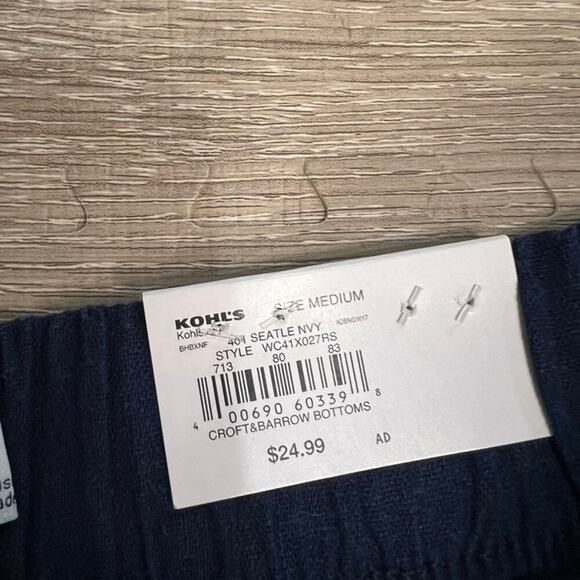 KOHL'S SIZE MEDIUM
401 SEATLE NVY ADBNG1017
BHBXNF STYLE WC41X027RS
713 80 83
4 00690 60339 8
CROFT&BARROW BOTTOMS
$24.99 AD